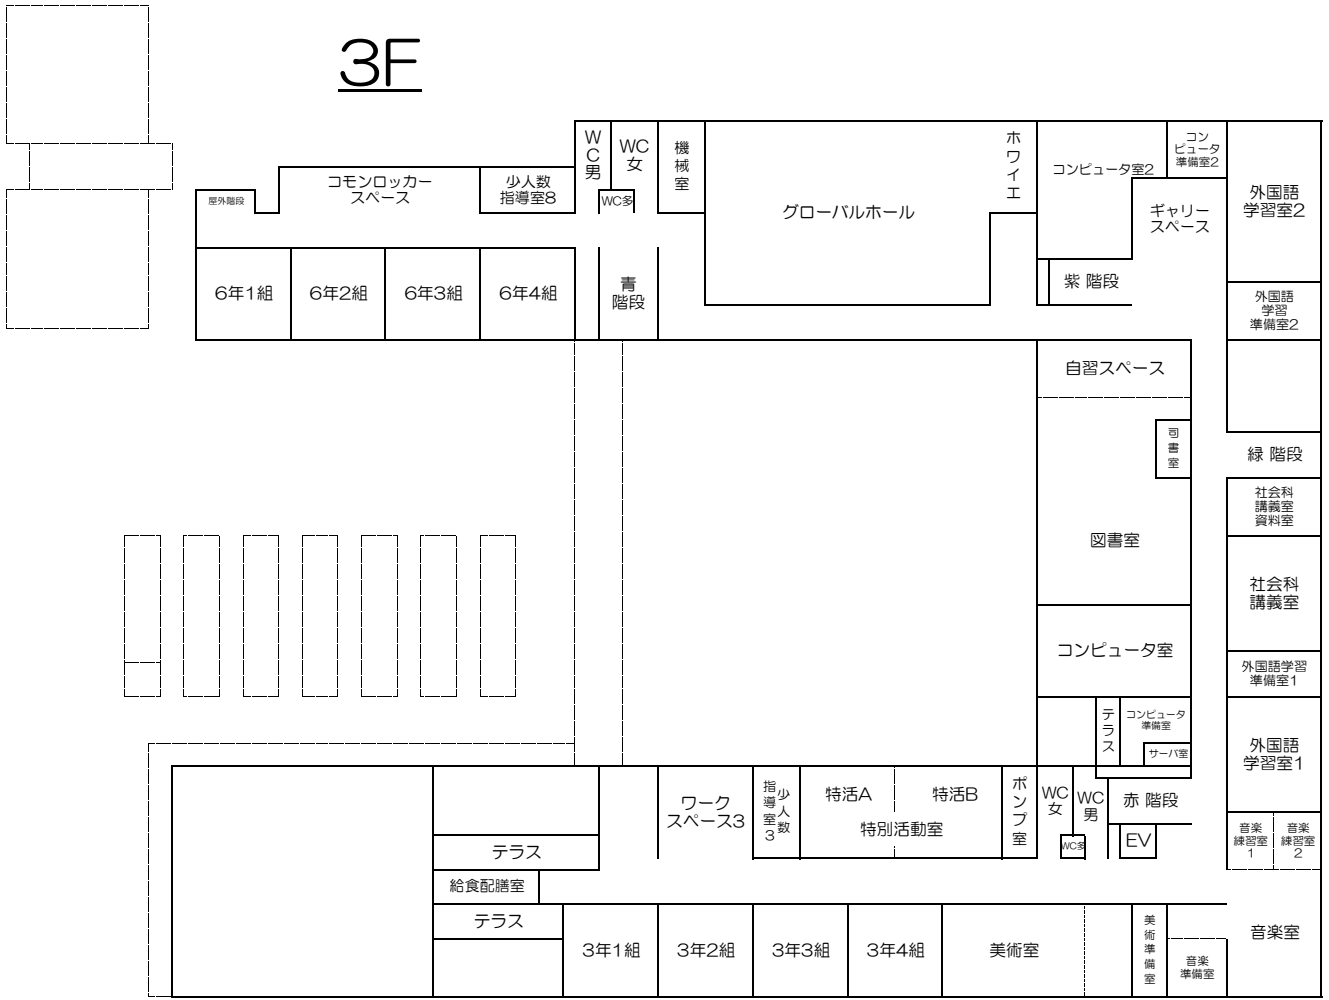 3F
WC男
WC
女
WC多
機械室
ホワイエ
グローバルホール
コンピュータ室2
コン
ピュータ
準備室2
ギャリー
スペース
外国語
学習室2
コモンロッカー
スペース
少人数
指導室8
屋外階段
6年1組
6年2組
6年3組
6年4組
青
階段
紫 階段
外国語
学習
準備室2
自習スペース
司書室
図書室
緑 階段
社会科
講義室
資料室
社会科
講義室
コンピュータ室
外国語学習
準備室1
テラス
コンピュータ
準備室
サーバ室
外国語
学習室1
ワーク
スペース3
少人数
指導室3
特活A
特活B
特別活動室
ポンプ室
WC
女
WC
男
WC多
赤 階段
EV
音楽
練習室
1
音楽
練習室
2
テラス
給食配膳室
テラス
3年1組
3年2組
3年3組
3年4組
美術室
美術準備室
音楽
準備室
音楽室